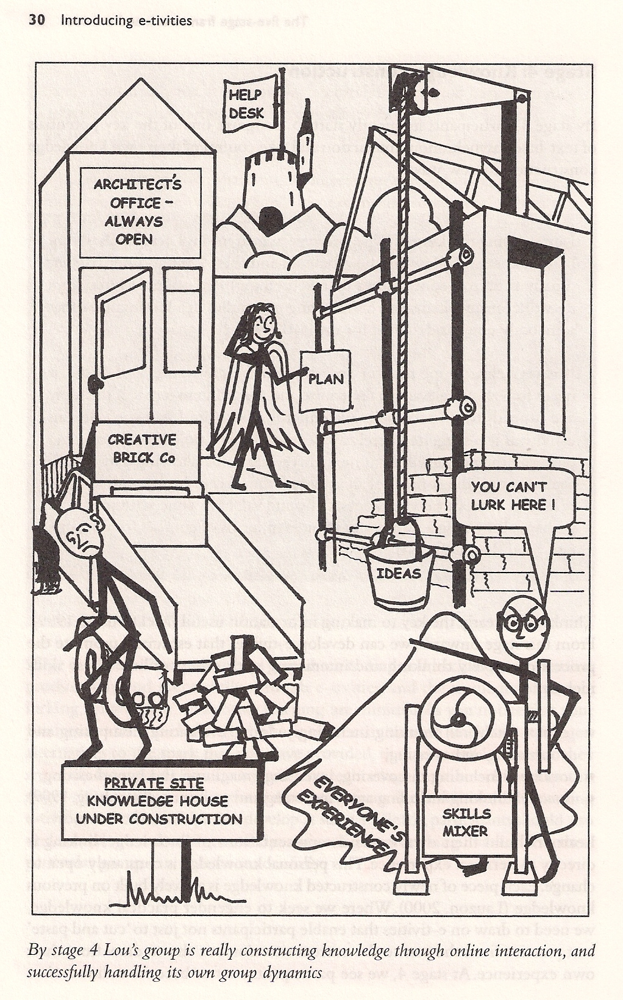 30 Introducing e-tivities
HELP
DESK
ARCHITECT'S
OFFICE -
ALWAYS
OPEN
PLAN
CREATIVE
BRICK Co
YOU CAN'T
LURK HERE !
IDEAS
PRIVATE SITE
KNOWLEDGE HOUSE
UNDER CONSTRUCTION
EVERYONE'S
EXPERIENCE
SKILLS
MIXER
By stage 4 Lou's group is really constructing knowledge through online interaction, and
successfully handling its own group dynamics